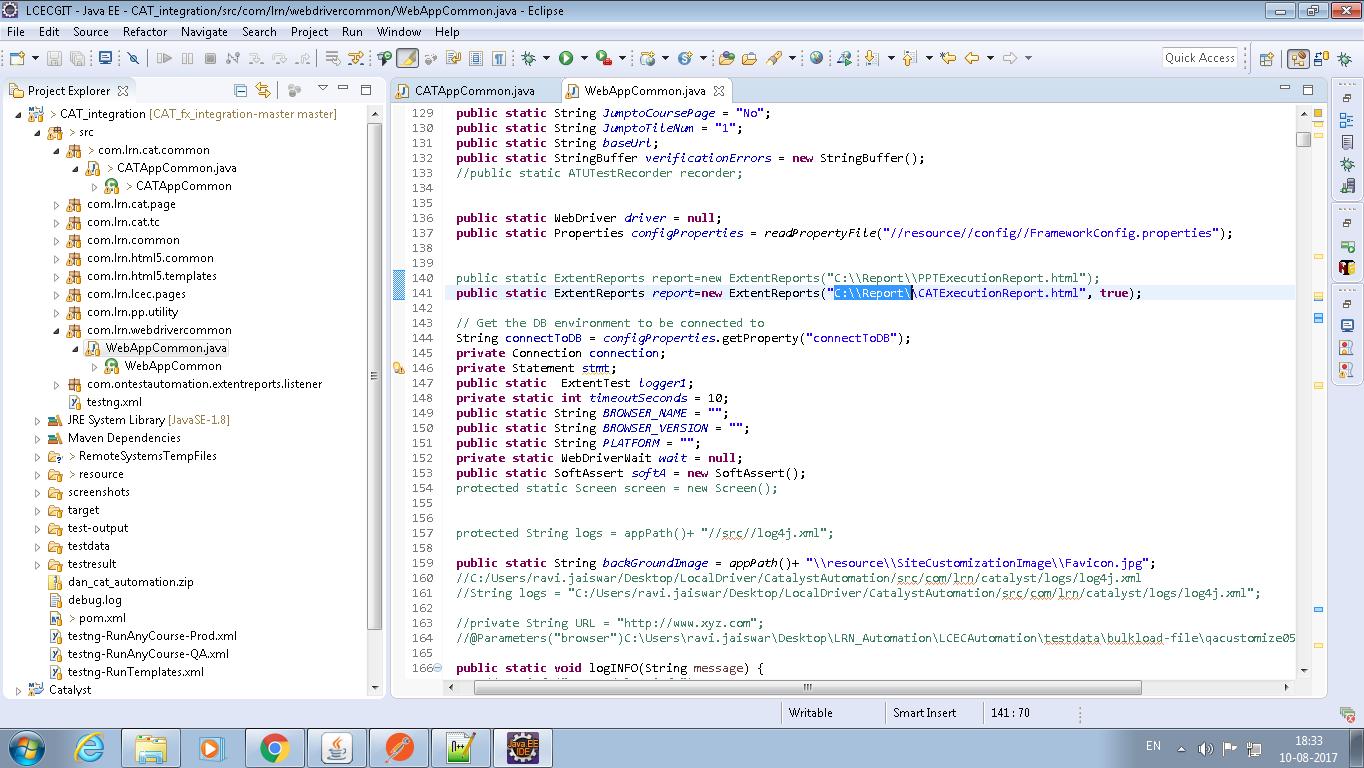 LCECGIT - Java EE - CAT_integration/src/com/lrn/webdrivercommon/WebAppCommon.java - Eclipse
File Edit Source Refactor Navigate Search Project Run Window Help
Quick Access
Project Explorer
> CAT_integration [CAT_fx_integration-master master]
> src
> com.lrn.cat.common
> CATAppCommon.java
> CATAppCommon
com.lrn.cat.page
com.lrn.cat.tc
com.lrn.common
com.lrn.html5.common
com.lrn.html5.templates
com.lrn.lcec.pages
com.lrn.pp.utility
com.lrn.webdrivercommon
WebAppCommon.java
WebAppCommon
com.ontestautomation.extentreports.listener
testng.xml
JRE System Library [JavaSE-1.8]
Maven Dependencies
> RemoteSystemsTempFiles
> resource
screenshots
target
test-output
testdata
testresult
dan_cat_automation.zip
debug.log
> pom.xml
testng-RunAnyCourse-Prod.xml
testng-RunAnyCourse-QA.xml
testng-RunTemplates.xml
Catalyst
CATAppCommon.java WebAppCommon.java
129 public static String JumptoCoursePage = "No";
130 public static String JumptoTileNum = "1";
131 public static String baseUrl;
132 public static StringBuffer verificationErrors = new StringBuffer();
133 //public static ATUTestRecorder recorder;
134
135
136 public static WebDriver driver = null;
137 public static Properties configProperties = readPropertyFile("//resource//config//FrameworkConfig.properties");
138
139
140 public static ExtentReports report=new ExtentReports("C:\\Report\\PPTExecutionReport.html");
141 public static ExtentReports report=new ExtentReports("C:\\Report\\CATExecutionReport.html", true);
142
143 // Get the DB environment to be connected to
144 String connectToDB = configProperties.getProperty("connectToDB");
145 private Connection connection;
146 private Statement stmt;
147 public static  ExtentTest logger1;
148 private static int timeoutSeconds = 10;
149 public static String BROWSER_NAME = "";
150 public static String BROWSER_VERSION = "";
151 public static String PLATFORM = "";
152 private static WebDriverWait wait = null;
153 public static SoftAssert softA = new SoftAssert();
154 protected static Screen screen = new Screen();
155
156
157 protected String logs = appPath()+ "//src//log4j.xml";
158
159 public static String backGroundImage = appPath()+ "\\resource\\SiteCustomizationImage\\Favicon.jpg";
160 //C:/Users/ravi.jaiswar/Desktop/LocalDriver/CatalystAutomation/src/com/lrn/catalyst/logs/log4j.xml
161 //String logs = "C:/Users/ravi.jaiswar/Desktop/LocalDriver/CatalystAutomation/src/com/lrn/catalyst/logs/log4j.xml";
162
163 //private String URL = "http://www.xyz.com";
164 //@Parameters("browser")C:\Users\ravi.jaiswar\Desktop\LRN_Automation\LCECAutomation\testdata\bulkload-file\qacustomize05
165
166 public static void logINFO(String message) {
Writable Smart Insert 141 : 70
EN 18:33
10-08-2017